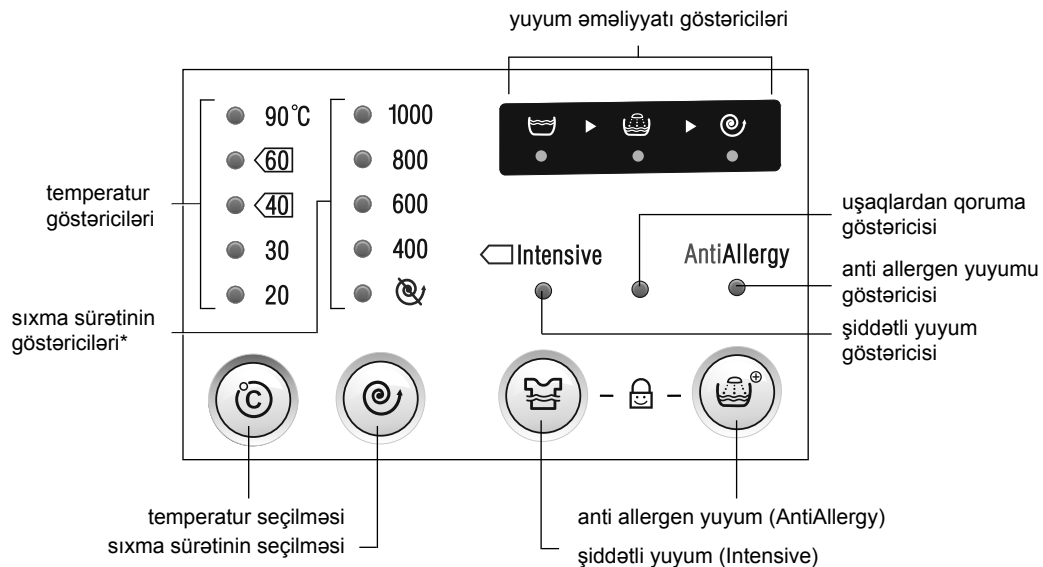 yuyum əməliyyatı göstəriciləri
90°C
60
40
30
20
1000
800
600
400
Intensive
AntiAllergy
temperatur
göstəriciləri
sıxma sürətinin
göstəriciləri*
uşaqlardan qoruma
göstəricisi
anti allergen yuyumu
göstəricisi
şiddətli yuyum
göstəricisi
°C
temperatur seçilməsi
sıxma sürətinin seçilməsi
anti allergen yuyum (AntiAllergy)
şiddətli yuyum (Intensive)